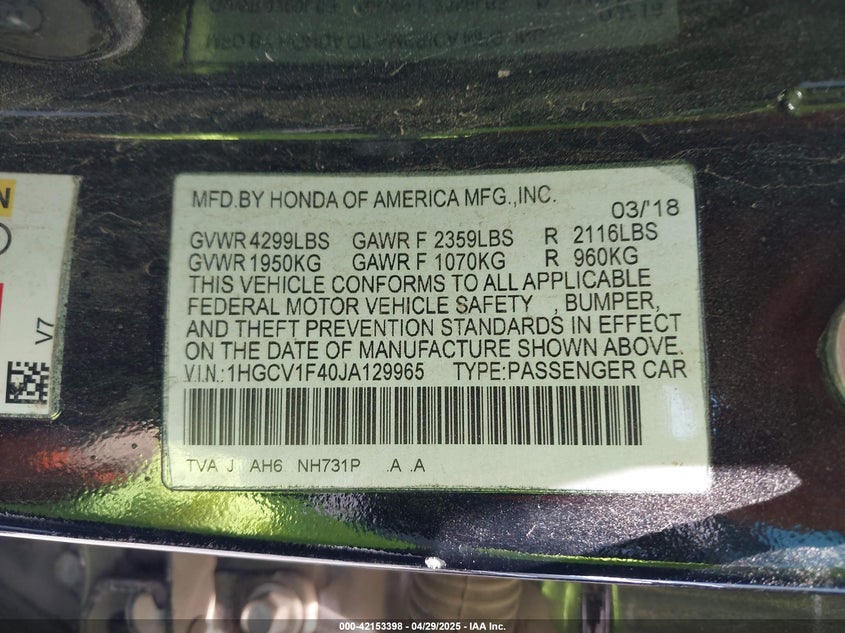 MFD.BY HONDA OF AMERICA MFG.,INC.
03/'18
GVWR 4299LBS GAWR F 2359LBS R 2116LBS
GVWR 1950KG GAWR F 1070KG R 960KG
THIS VEHICLE CONFORMS TO ALL APPLICABLE
FEDERAL MOTOR VEHICLE SAFETY , BUMPER,
AND THEFT PREVENTION STANDARDS IN EFFECT
ON THE DATE OF MANUFACTURE SHOWN ABOVE.
V.I.N.:1HGCV1F40JA129965 TYPE:PASSENGER CAR
TVA J AH6 NH731P .A .A
V7
000-42153398 - 04/29/2025 - IAA Inc.